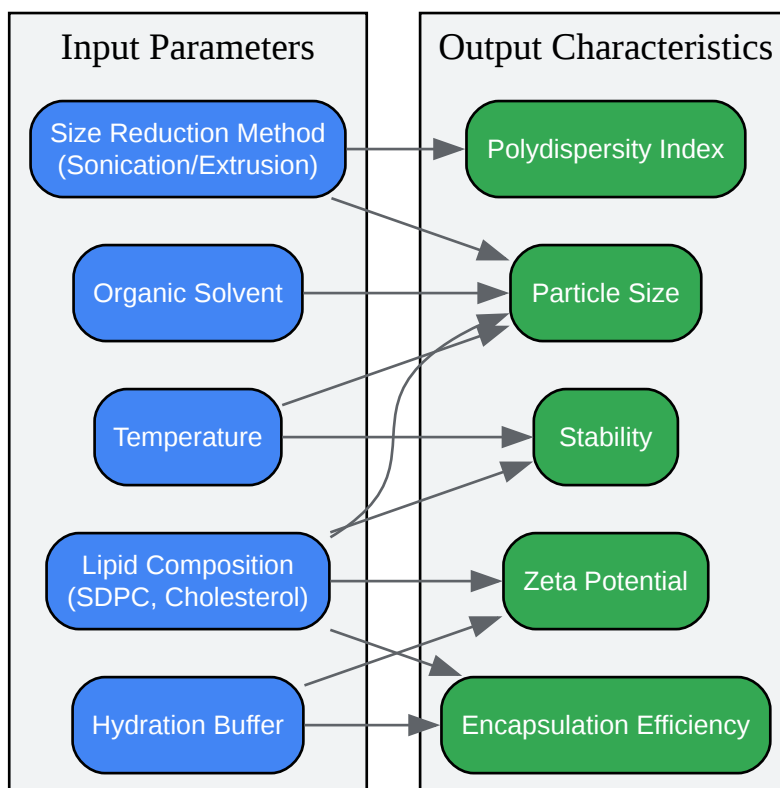 Input Parameters
Size Reduction Method
(Sonication/Extrusion)
Organic Solvent
Temperature
Lipid Composition
(SDPC, Cholesterol)
Hydration Buffer
Output Characteristics
Polydispersity Index
Particle Size
Stability
Zeta Potential
Encapsulation Efficiency